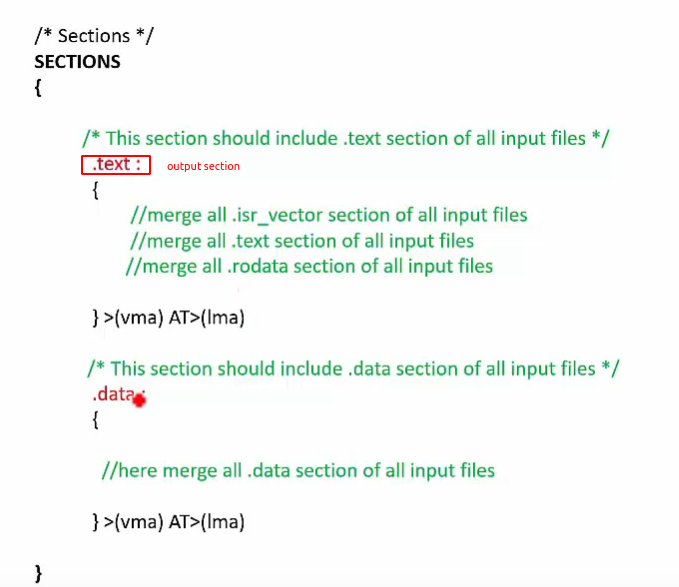 /* Sections */
SECTIONS
{
/* This section should include .text section of all input files */
.text : output section
{
//merge all .isr_vector section of all input files
//merge all .text section of all input files
//merge all .rodata section of all input files
} >(vma) AT>(lma)
/* This section should include .data section of all input files */
.data :
{
//here merge all .data section of all input files
} >(vma) AT>(lma)
}